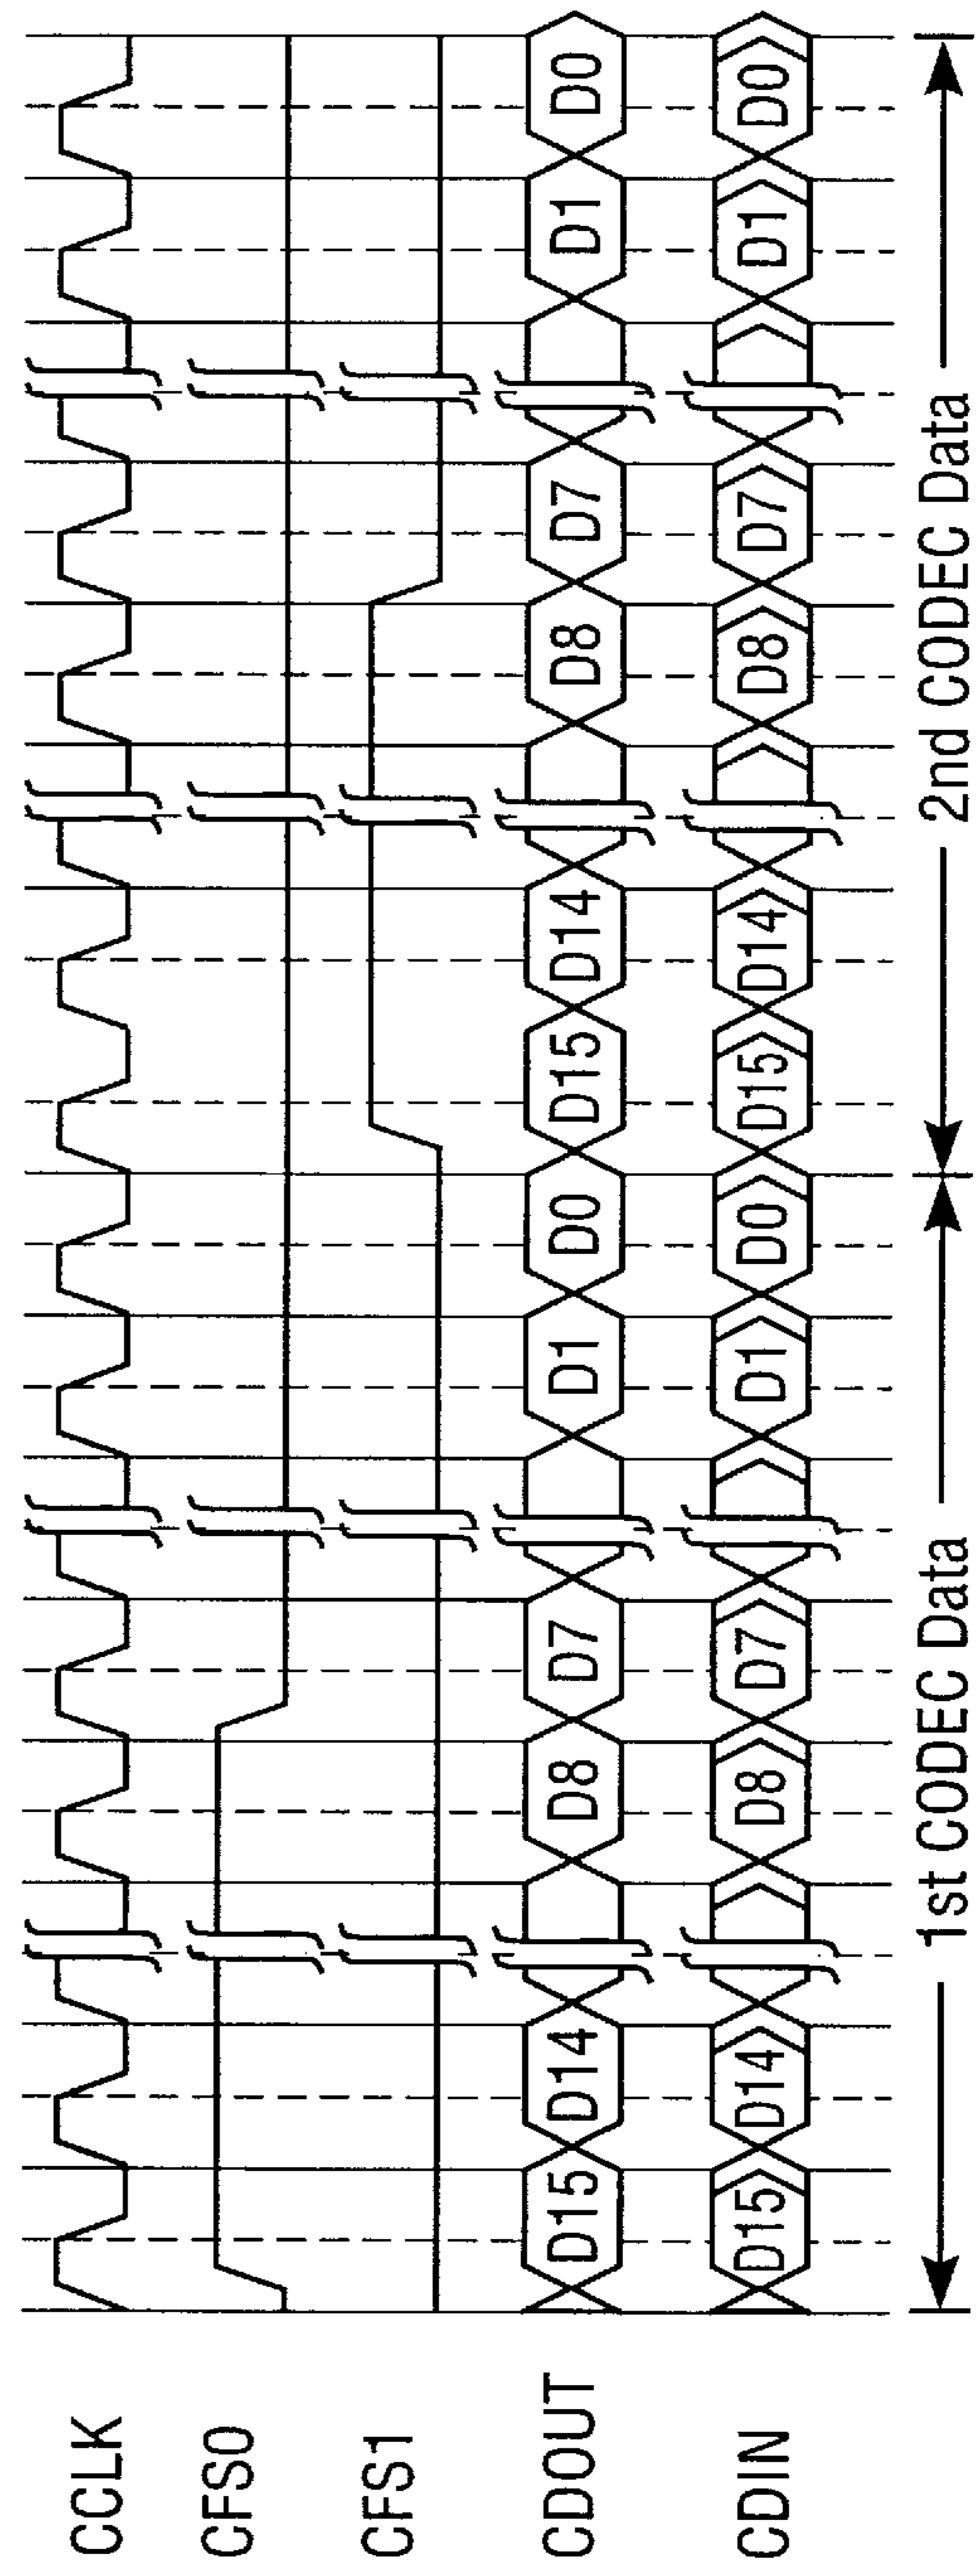 CCLK
CFS0
CFS1
CDOUT D15 D14 D8 D7 D1 D0 D15 D14 D8 D7 D1 D0
CDIN D15 D14 D8 D7 D1 D0 D15 D14 D8 D7 D1 D0
1st CODEC Data 2nd CODEC Data